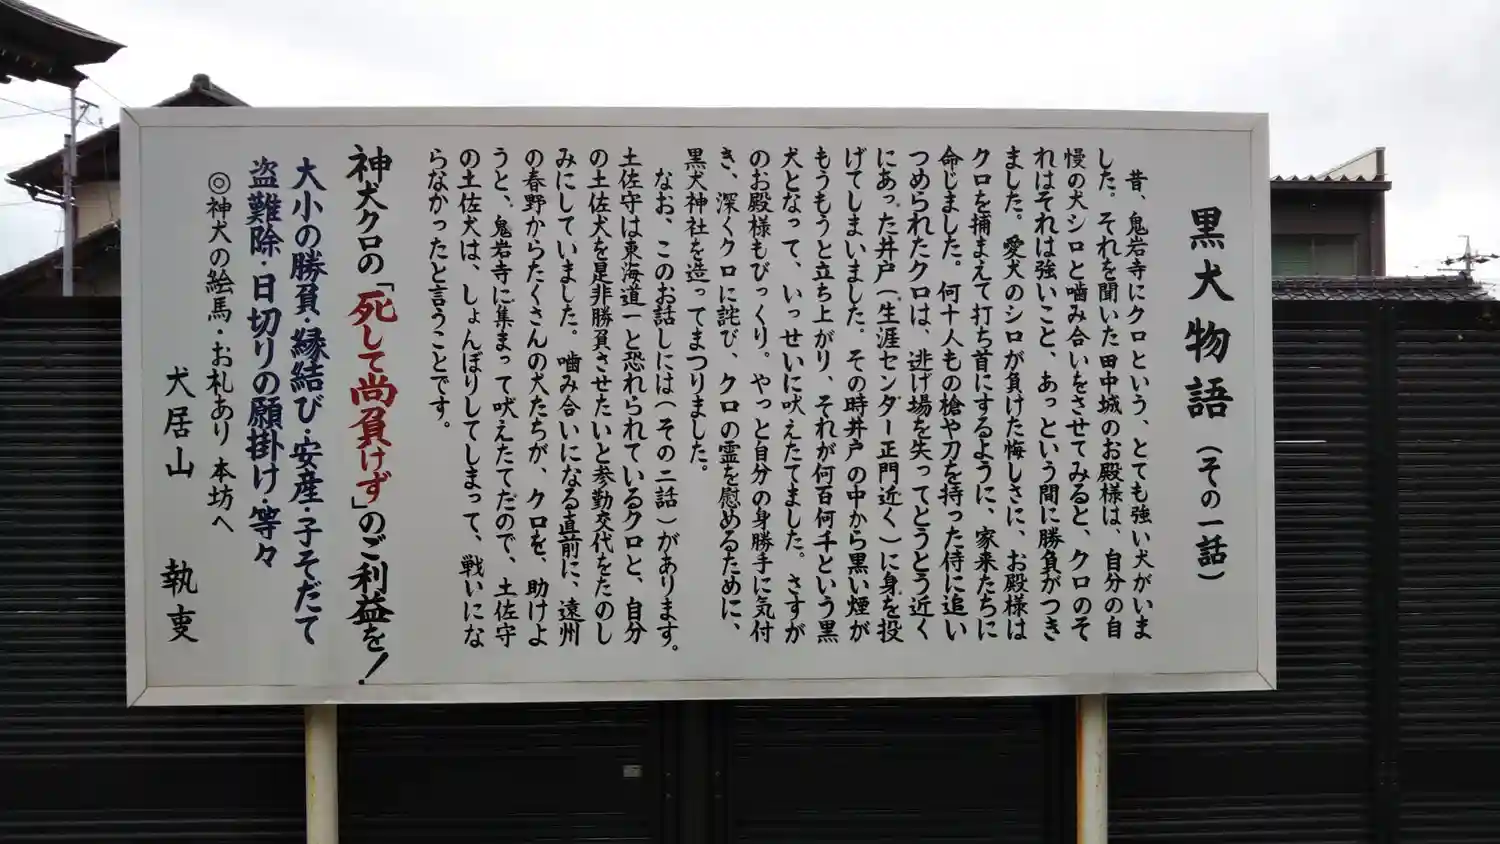 黒犬物語(その一話)
昔、鬼岩寺にクロという、とても強い犬がいま
した。それを聞いた田中城のお殿様は、自分の自
慢の犬シロと噛み合いをさせてみると、クロのそ
れはそれは強いこと、あっという間に勝負がつき
ました。愛犬のシロが負けた悔しさに、お殿様は
クロを捕まえて打ち首にするように、家来たちに
命じました。何十人もの槍や刀を持った侍に追い
つめられたクロは、逃げ場を失ってとうとう近く
にあった井戸(生涯センター正門近く)に身を投
げてしまいました。その時井戸の中から黒い煙が
もうもうと立ち上がり、それが何百何千という黒
犬となって、いっせいに吠えたてました。さすが
のお殿様もびっくり。やっと自分の身勝手に気付
き、深くクロに詫び、クロの霊を慰めるために、
黒犬神社を造ってまつりました。
なお、このお話しには(その二話)があります。
土佐守は東海道一と恐れられているクロと、自分
の土佐犬を是非勝負させたいと参勤交代をたのし
みにしていました。噛み合いになる直前に、遠州
の春野からたくさんの犬たちが、クロを、助けよ
うと、鬼岩寺に集まって吠えたてだので、土佐守
の土佐犬は、しょんぼりしてしまって、戦いにな
らなかったと言うことです。
神犬クロの「死して尚負けず」のご利益を!
大小の勝負・縁結び・安産・子そだて
盗難除・日切りの願掛け・等々
◎神犬の絵馬・お札あり 本坊へ
犬居山 執叓